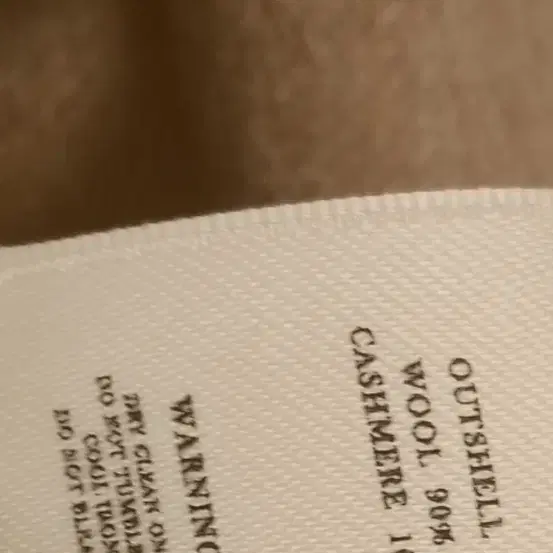 OUTSHELL
WOOL 90%
CASHMERE 1
WARNING
DRY CLEAN ON
DO NOT TUMBLE
COOL IRON
DO NOT BLEA